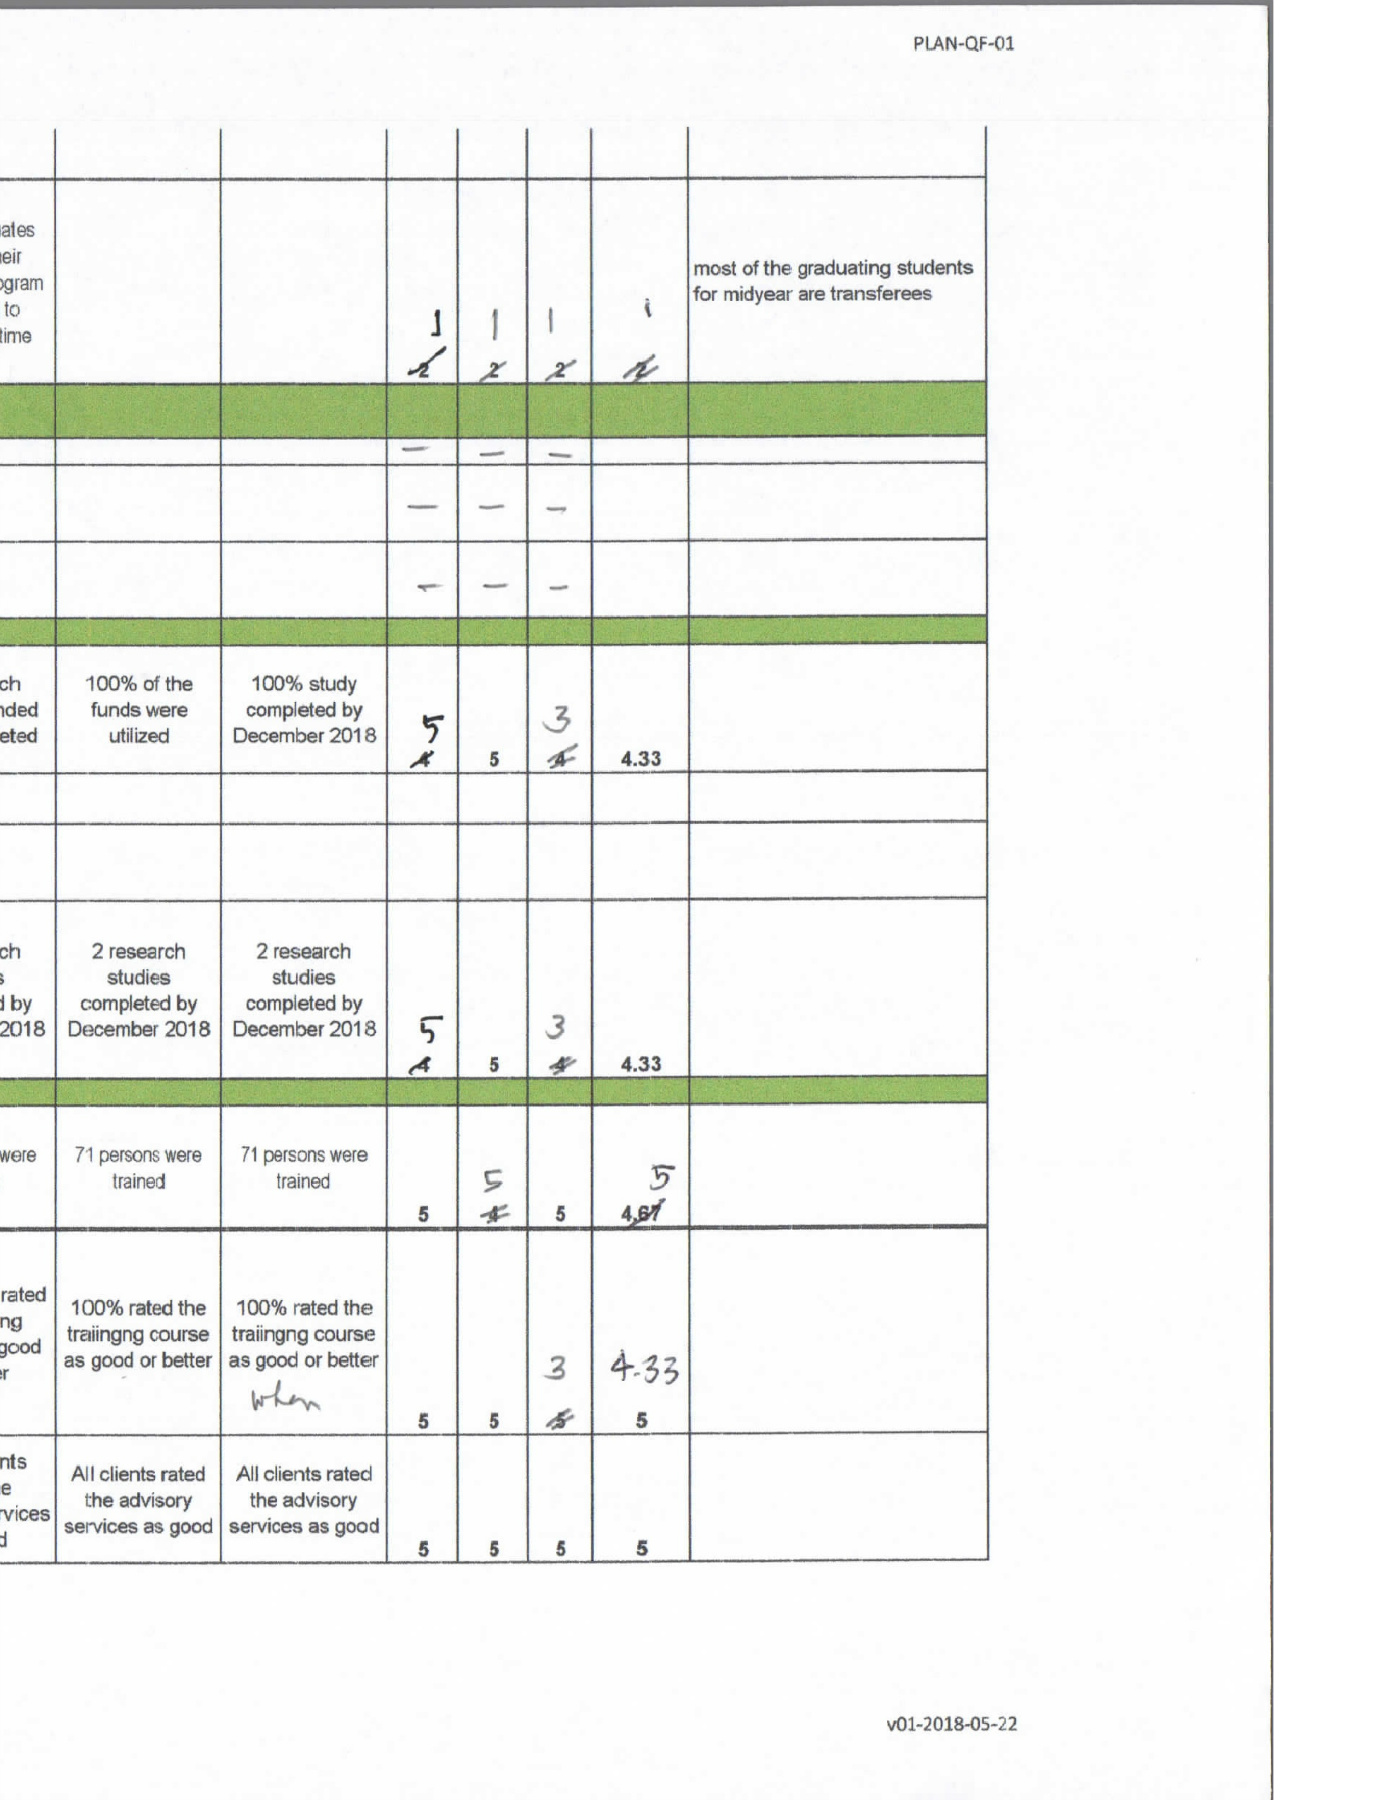 PLAN-QF-01
ates
eir
ogram
to
time
1 1 1 1
2 2 2 2
most of the graduating students
for midyear are transferees
— — —
— — —
— — —
ch
nded
eted
100% of the
funds were
utilized
100% study
completed by
December 2018
5 3
4 5 4 4.33
ch
s
d by
2018
2 research
studies
completed by
December 2018
2 research
studies
completed by
December 2018
5 3
4 5 4 4.33
were
71 persons were
trained
71 persons were
trained
5 5
5 4 5 4.67
rated
ng
good
er
100% rated the
traiingng course
as good or better
100% rated the
traiingng course
as good or better
when
3 4.33
5 5 5 5
nts
e
rvices
d
All clients rated
the advisory
services as good
All clients rated
the advisory
services as good
5 5 5 5
v01-2018-05-22